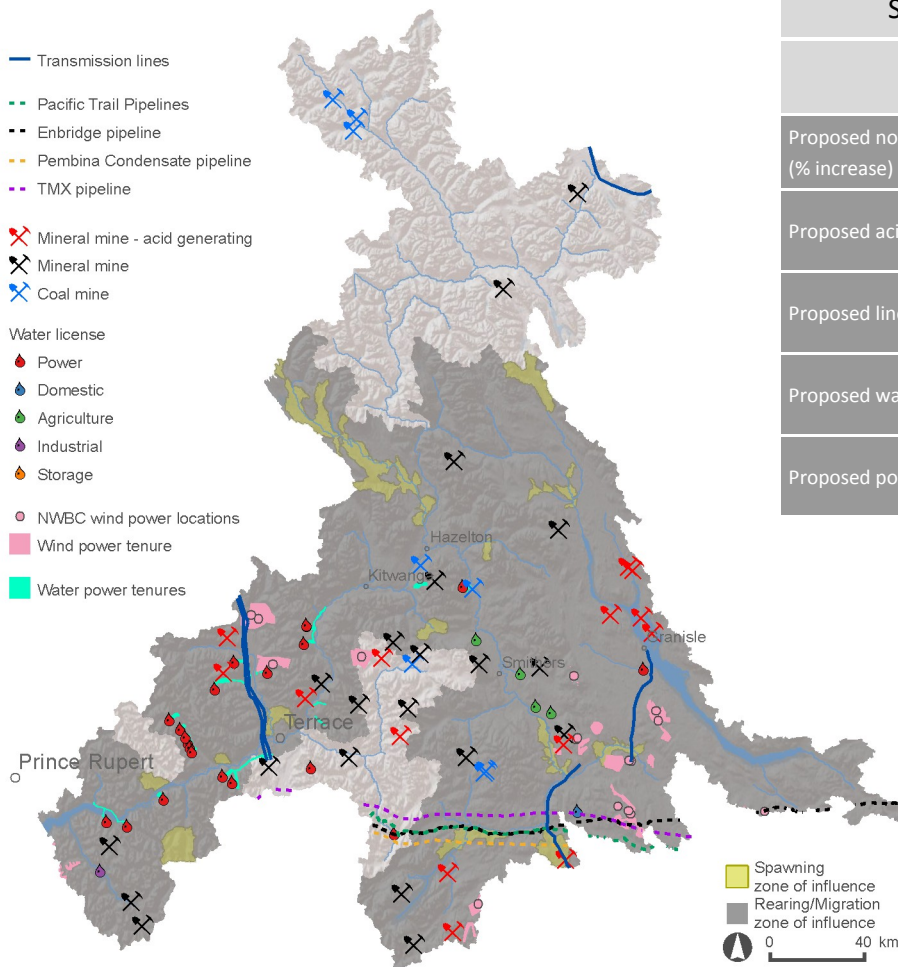 Transmission lines
Pacific Trail Pipelines
Enbridge pipeline
Pembina Condensate pipeline
TMX pipeline
Mineral mine - acid generating
Mineral mine
Coal mine
Water license
Power
Domestic
Agriculture
Industrial
Storage
NWBC wind power locations
Wind power tenure
Water power tenures
Hazelton
Kitwanga
Granisle
Smithers
Terrace
Prince Rupert
Spawning
zone of influence
Rearing/Migration
zone of influence
0 40 km
S
Proposed no
(% increase)
Proposed aci
Proposed line
Proposed wa
Proposed po